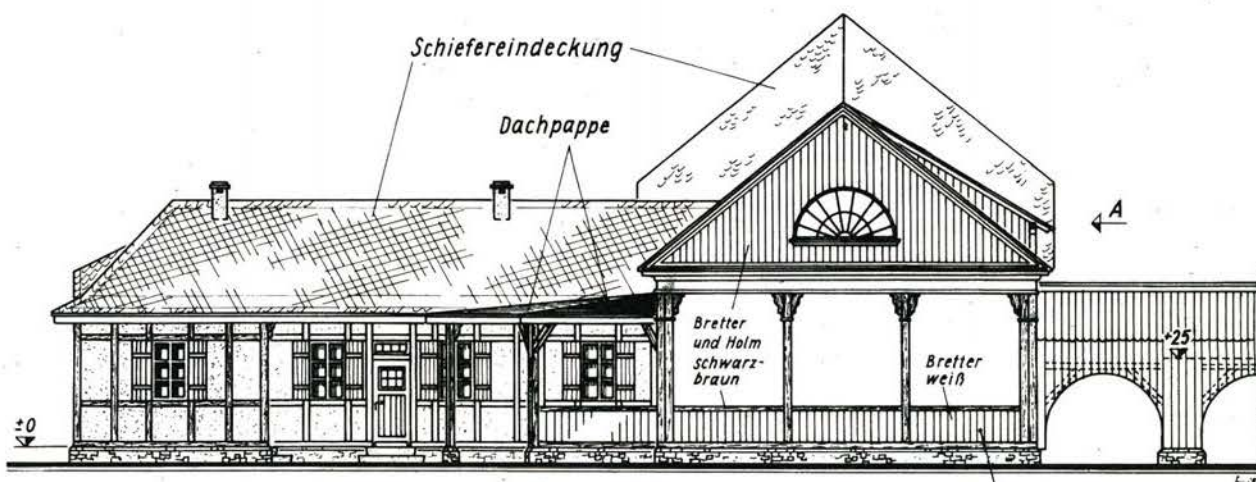 Schiefereindeckung
Dachpappe
A
Bretter
und Holm
schwarz-
braun
Bretter
weiß
+25
±0